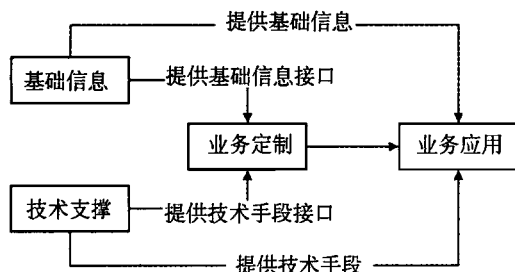 提供基础信息
基础信息
提供基础信息接口
业务定制
业务应用
技术支撑
提供技术手段接口
提供技术手段